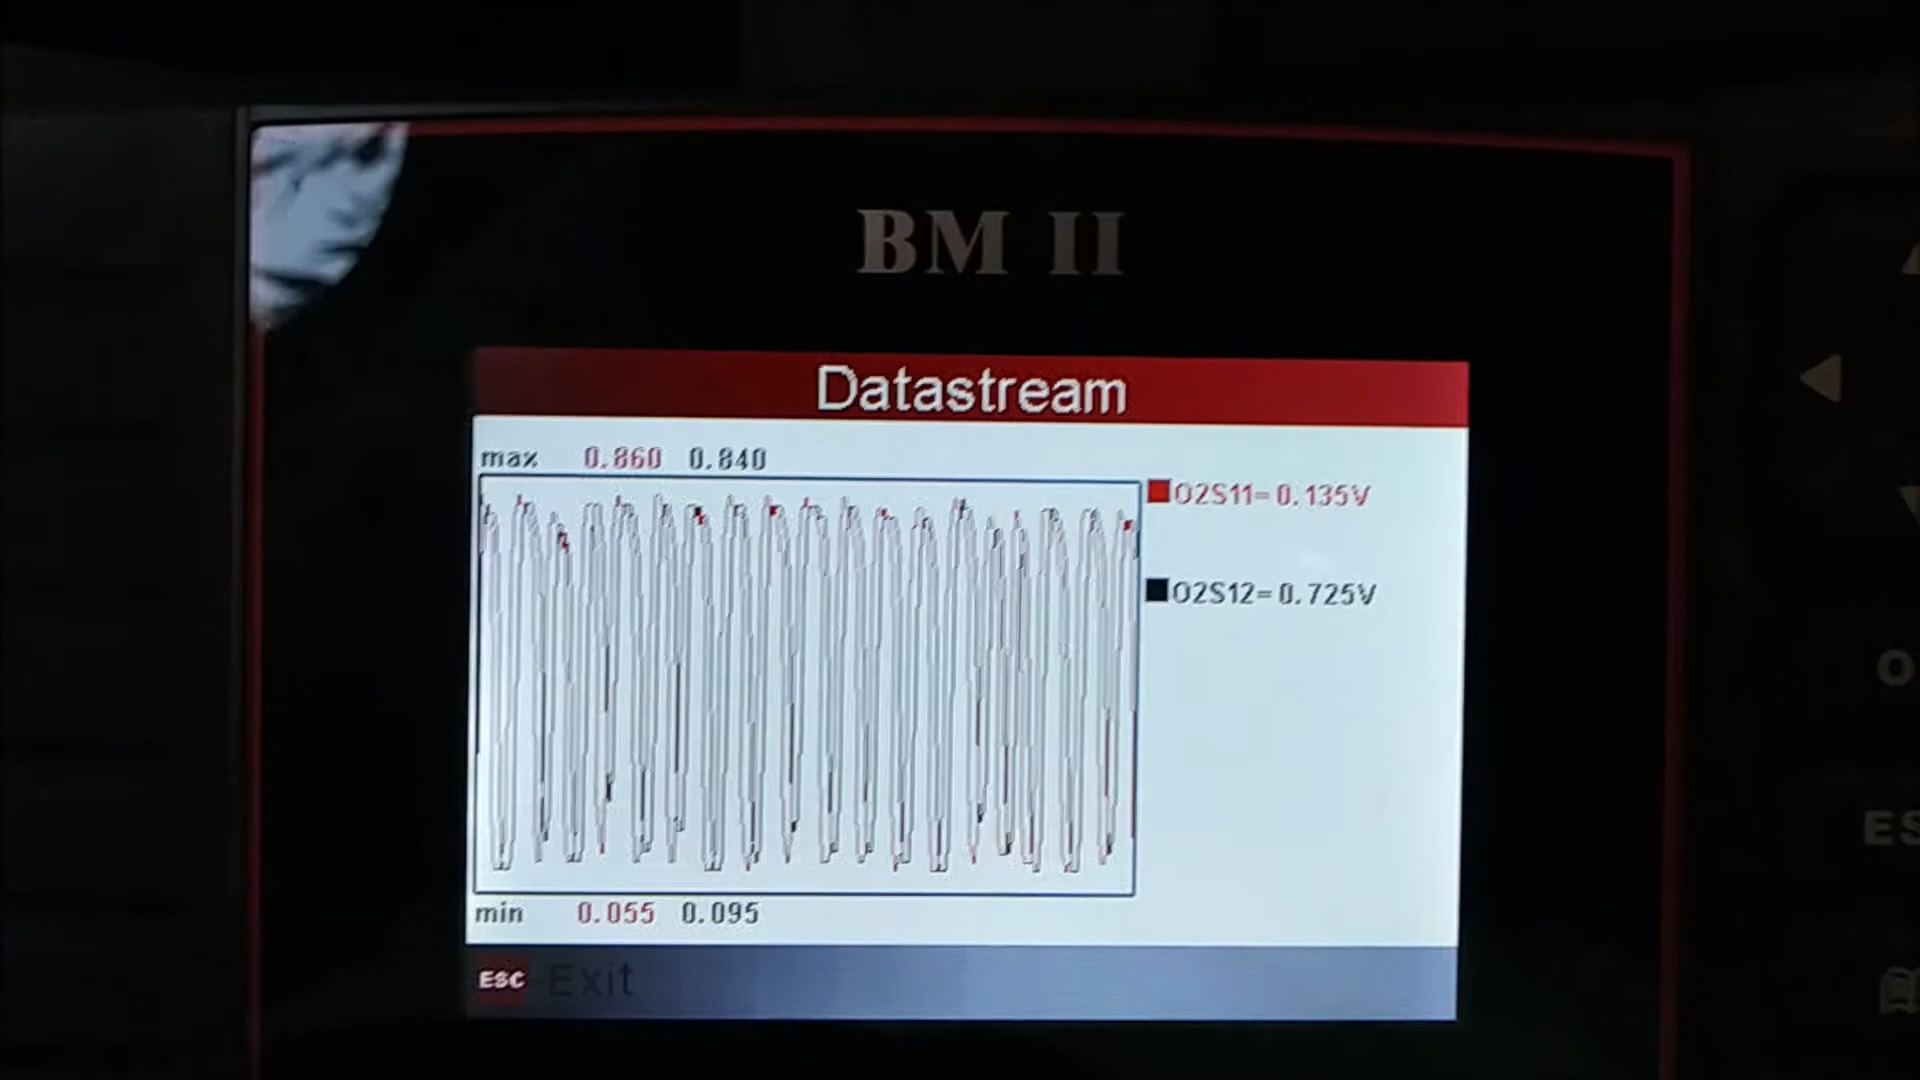 BM II
Datastream
max 0.860 0.840
O2S11=0.135V
O2S12=0.725V
min 0.055 0.095
ESC -Exit